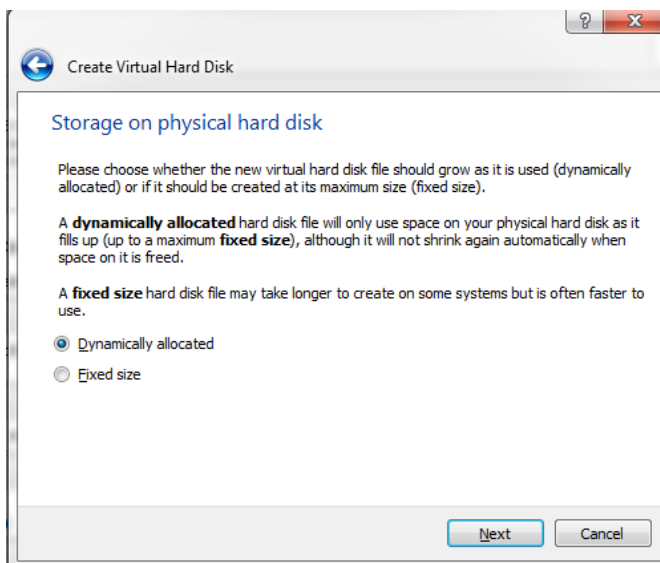 ?
X
Create Virtual Hard Disk
Storage on physical hard disk
Please choose whether the new virtual hard disk file should grow as it is used (dynamically
allocated) or if it should be created at its maximum size (fixed size).
A dynamically allocated hard disk file will only use space on your physical hard disk as it
fills up (up to a maximum fixed size), although it will not shrink again automatically when
space on it is freed.
A fixed size hard disk file may take longer to create on some systems but is often faster to
use.
Dynamically allocated
Fixed size
Next Cancel